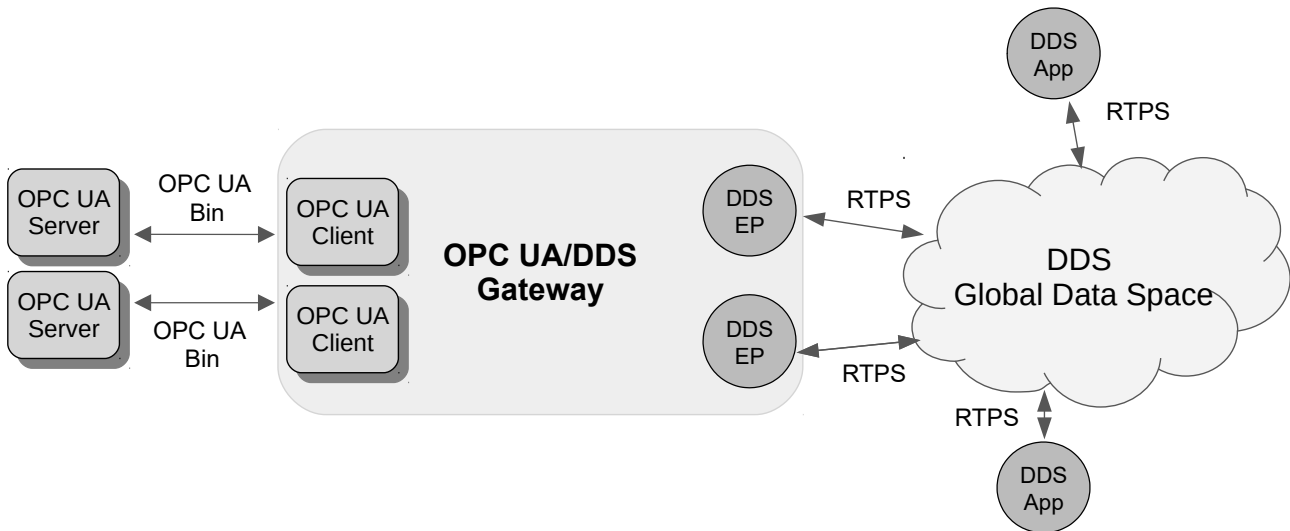 DDS
App
RTPS
OPC UA
Server
OPC UA
Bin
OPC UA
Client
OPC UA/DDS
Gateway
DDS
EP
RTPS
DDS
Global Data Space
OPC UA
Server
OPC UA
Bin
OPC UA
Client
DDS
EP
RTPS
RTPS
DDS
App